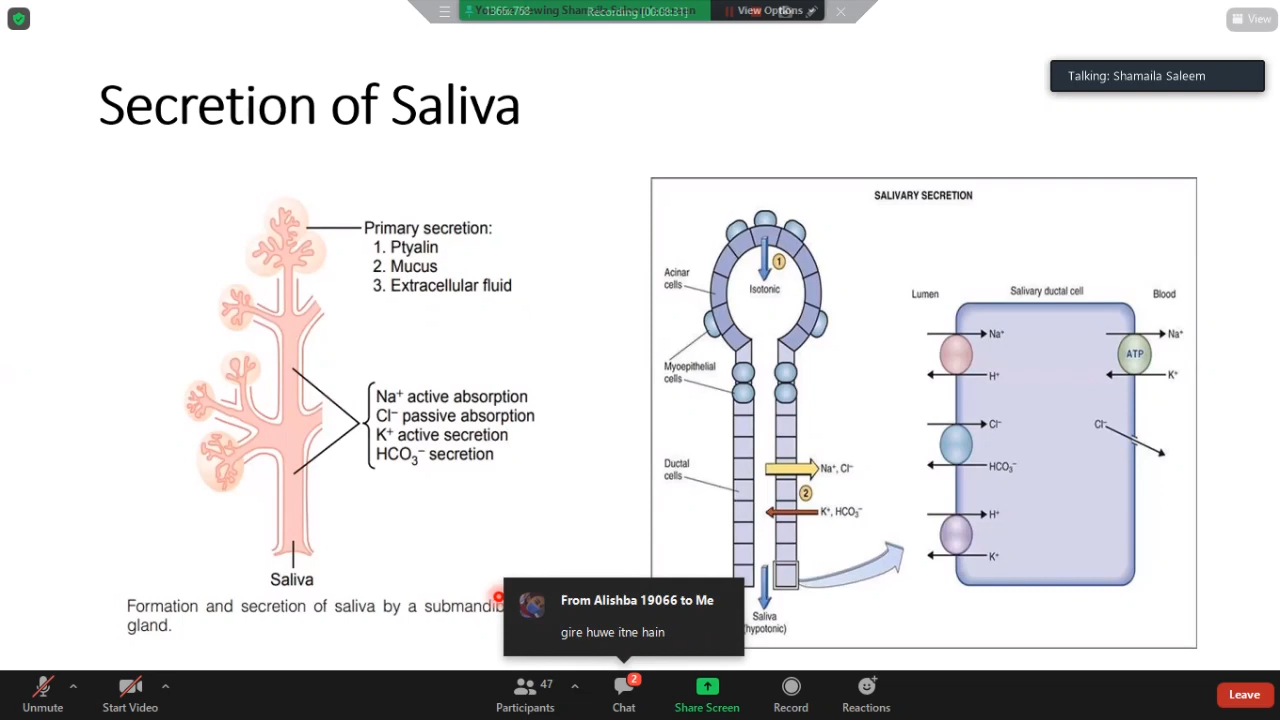 1365x758
Recording [00:08:31]
View Options
View
Talking: Shamaila Saleem
Secretion of Saliva
Primary secretion:
1. Ptyalin
2. Mucus
3. Extracellular fluid
Na⁺ active absorption
Cl⁻ passive absorption
K⁺ active secretion
HCO₃⁻ secretion
Saliva
Formation and secretion of saliva by a
gland.
SALIVARY SECRETION
Acinar
cells
1
Isotonic
Myoepithelial
cells
Ductal
cells
Na⁺, Cl⁻
2
K⁺, HCO₃⁻
Saliva
(hypotonic)
Lumen
Salivary ductal cell
Blood
Na⁺
H⁺
Cl⁻
HCO₃⁻
H⁺
K⁺
ATP
Na⁺
K⁺
Cl⁻
From Alishba 19066 to Me
gire huwe itne hain
Unmute
Start Video
47
Participants
2
Chat
Share Screen
Record
Reactions
Leave